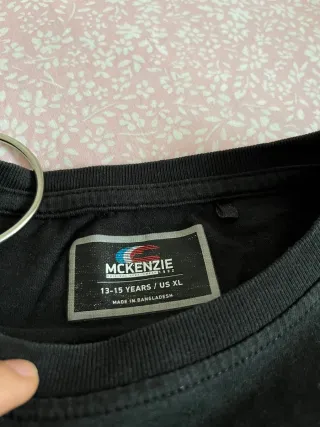 MCKENZIE
13-15 YEARS / US XL
MADE IN BANGLADESH